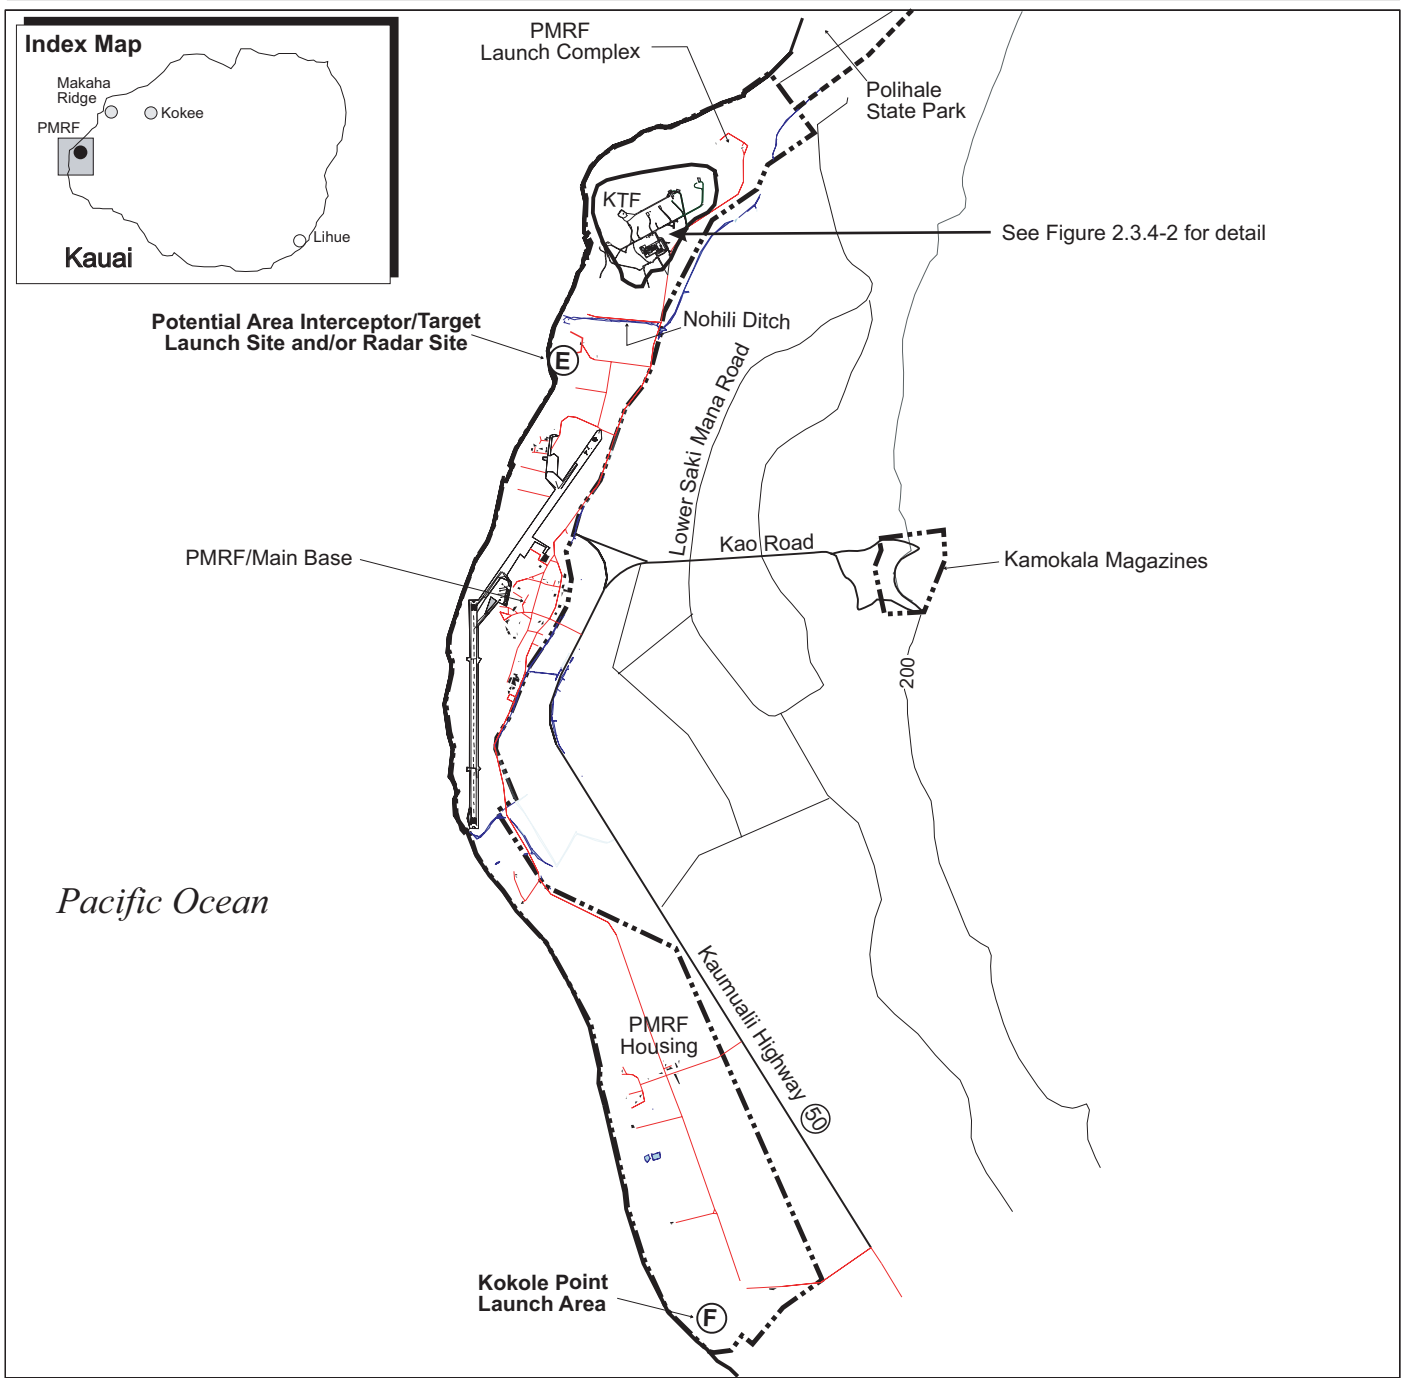 Index Map
Makaha
Ridge
Kokee
PMRF
Lihue
Kauai
PMRF
Launch Complex
Polihale
State Park
KTF
See Figure 2.3.4-2 for detail
Potential Area Interceptor/Target
Launch Site and/or Radar Site
E
Nohili Ditch
Lower Saki Mana Road
Kao Road
PMRF/Main Base
Kamokala Magazines
200
Pacific Ocean
Kaumualii Highway 50
PMRF
Housing
Kokole Point
Launch Area
F